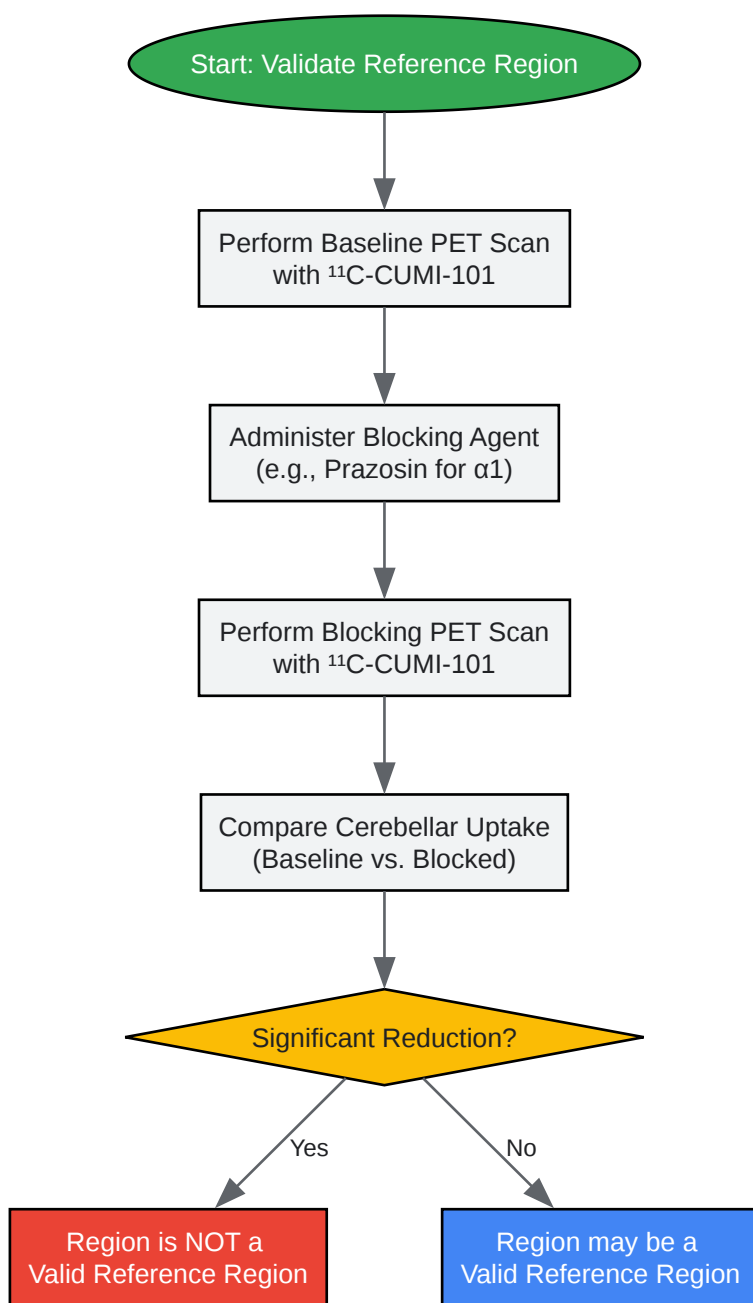 Start: Validate Reference Region
Perform Baseline PET Scan
with ¹¹C-CUMI-101
Administer Blocking Agent
(e.g., Prazosin for α1)
Perform Blocking PET Scan
with ¹¹C-CUMI-101
Compare Cerebellar Uptake
(Baseline vs. Blocked)
Significant Reduction?
Yes
No
Region is NOT a
Valid Reference Region
Region may be a
Valid Reference Region